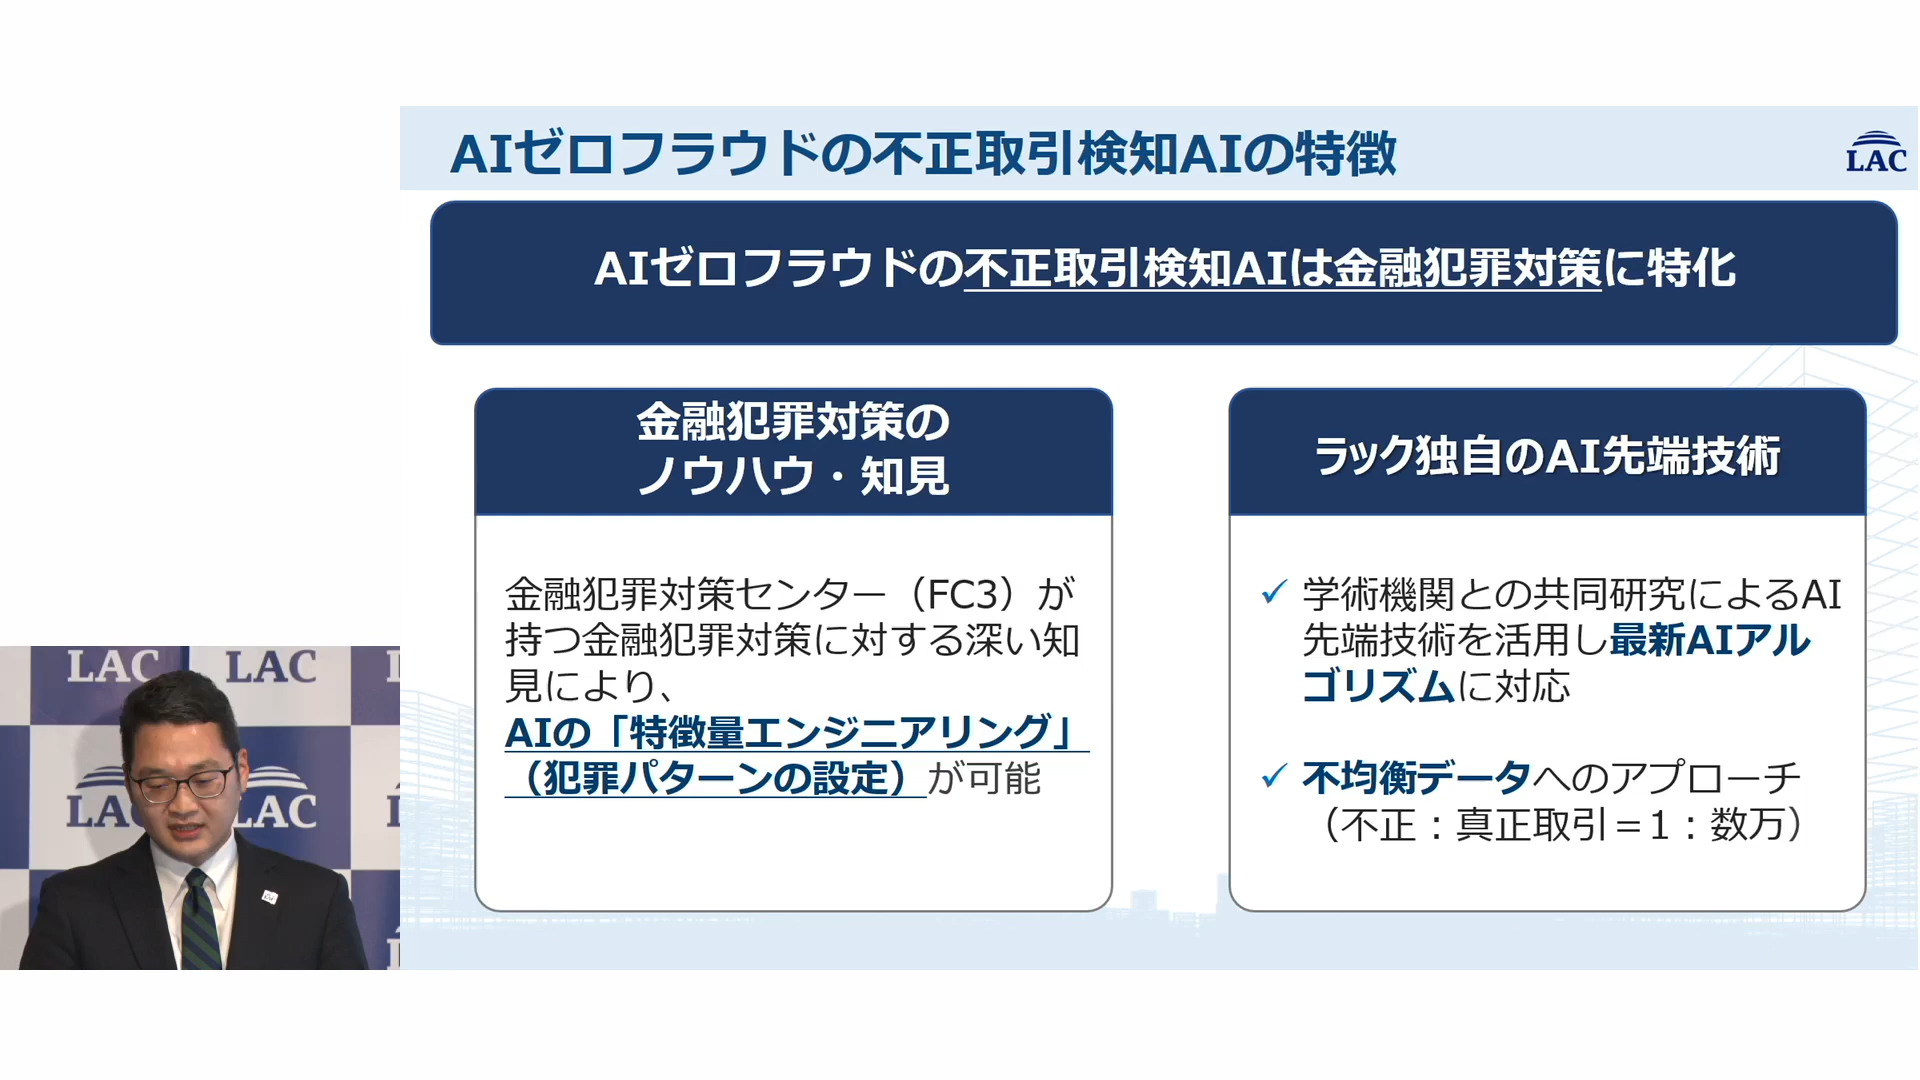 AIゼロフラウドの不正取引検知AIの特徴
LAC
AIゼロフラウドの不正取引検知AIは金融犯罪対策に特化
金融犯罪対策の
ノウハウ・知見
金融犯罪対策センター（FC3）が
持つ金融犯罪対策に対する深い知
見により、
AIの「特徴量エンジニアリング」
（犯罪パターンの設定）が可能
ラック独自のAI先端技術
✓ 学術機関との共同研究によるAI
先端技術を活用し最新AIアル
ゴリズムに対応
✓ 不均衡データへのアプローチ
（不正：真正取引＝1：数万）
LAC LAC
LAC LAC